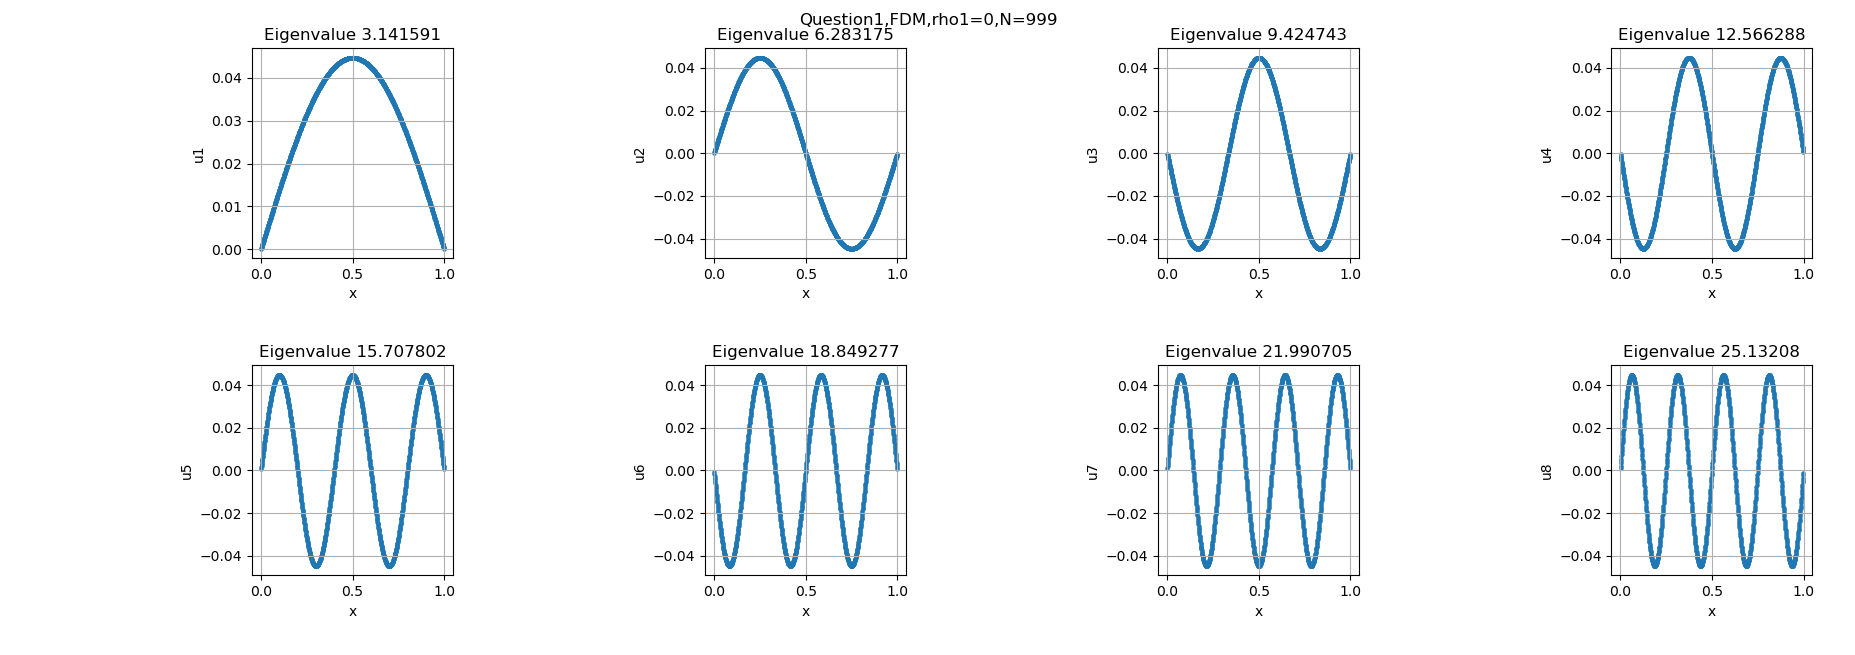 Question1,FDM,rho1=0,N=999
Eigenvalue 3.141591
0.04
0.03
0.02
0.01
0.00
u1
0.0 0.5 1.0
x
Eigenvalue 6.283175
0.04
0.02
0.00
−0.02
−0.04
u2
0.0 0.5 1.0
x
Eigenvalue 9.424743
0.04
0.02
0.00
−0.02
−0.04
u3
0.0 0.5 1.0
x
Eigenvalue 12.566288
0.04
0.02
0.00
−0.02
−0.04
u4
0.0 0.5 1.0
x
Eigenvalue 15.707802
0.04
0.02
0.00
−0.02
−0.04
u5
0.0 0.5 1.0
x
Eigenvalue 18.849277
0.04
0.02
0.00
−0.02
−0.04
u6
0.0 0.5 1.0
x
Eigenvalue 21.990705
0.04
0.02
0.00
−0.02
−0.04
u7
0.0 0.5 1.0
x
Eigenvalue 25.13208
0.04
0.02
0.00
−0.02
−0.04
u8
0.0 0.5 1.0
x